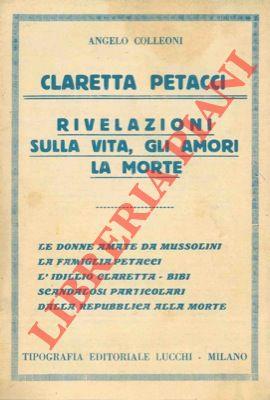 ANGELO COLLEONI
CLARETTA PETACCI
RIVELAZIONI
SULLA VITA, GLI AMORI
LA MORTE
LE DONNE AMATE DA MUSSOLINI
LA FAMIGLIA PETACCI
L'IDILLIO CLARETTA - BIBI
SCANDALOSI PARTICOLARI
DALLA REPUBBLICA ALLA MORTE
TIPOGRAFIA EDITORIALE LUCCHI - MILANO
LIBRERIA PIANI